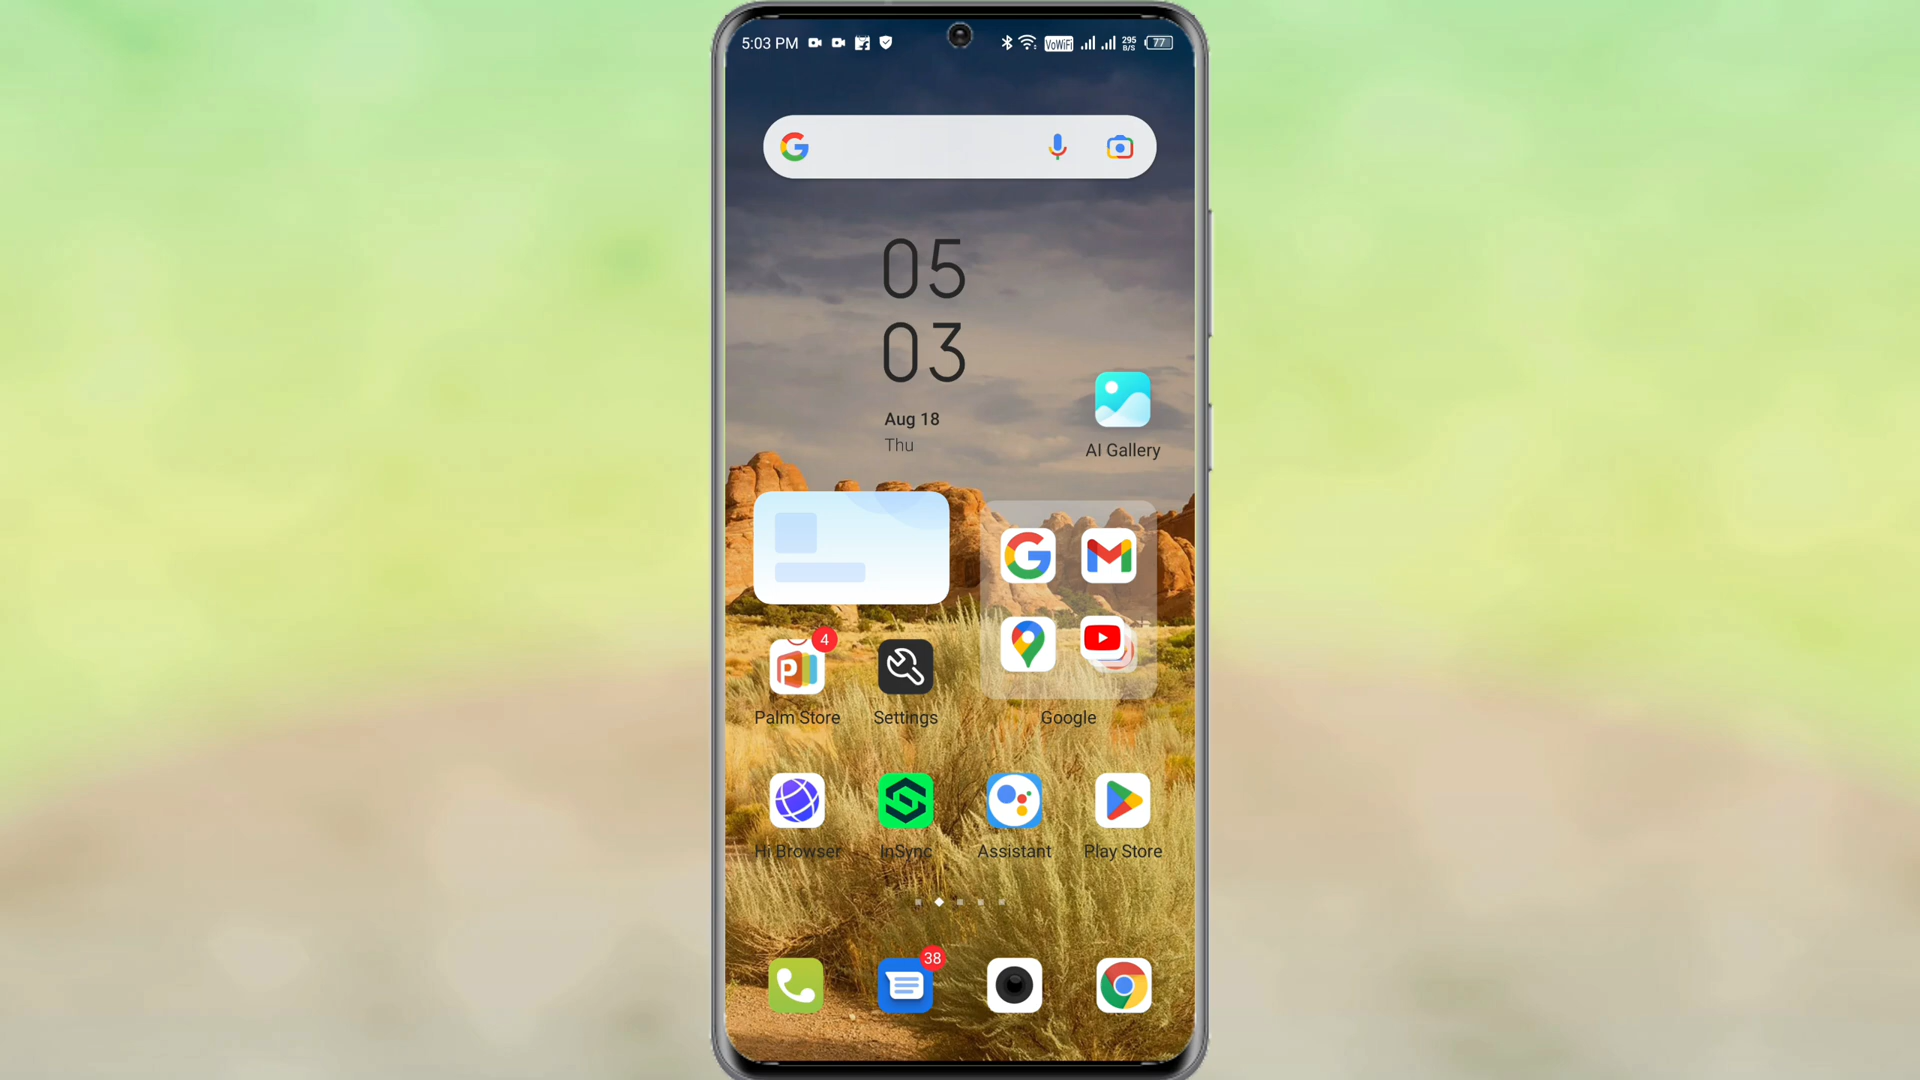 5:03 PM
VoWiFi
295
B/S
77
05
03
Aug 18
Thu
AI Gallery
4
Palm Store
Settings
Google
Hi Browser
InSync
Assistant
Play Store
38